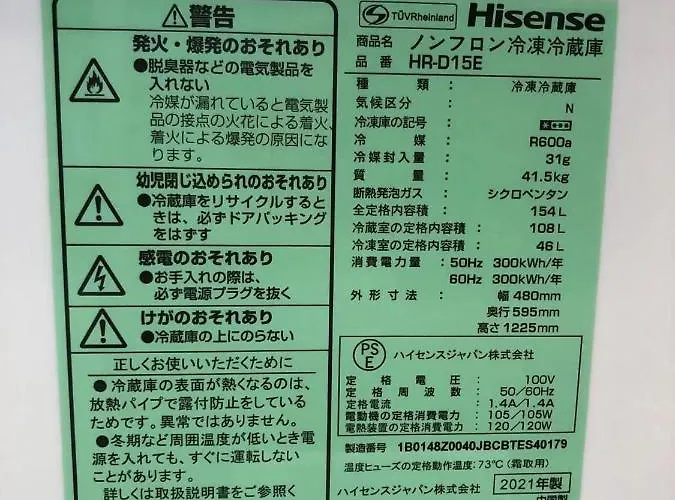 警告
発火・爆発のおそれあり
●脱臭器などの電気製品を
入れない
冷媒が漏れていると電気製
品の接点の火花による着火、
着火による爆発の原因にな
ります。
幼児閉じ込められのおそれあり
●冷蔵庫をリサイクルすると
きは、必ずドアパッキング
をはずす
感電のおそれあり
●お手入れの際は、
必ず電源プラグを抜く
けがのおそれあり
●冷蔵庫の上にのらない
正しくお使いいただくために
●冷蔵庫の表面が熱くなるのは、
放熱パイプで露付防止をしている
ためです。異常ではありません。
●冬期など周囲温度が低いとき電
源を入れても、すぐに運転しない
ことがあります。
詳しくは取扱説明書をご参照く
S TÜVRheinland Hisense
商品名 ノンフロン冷凍冷蔵庫
品番 HR-D15E
種類: 冷凍冷蔵庫
気候区分: N
冷凍庫の記号:
冷媒: R600a
冷媒封入量: 31g
質量: 41.5kg
断熱発泡ガス: シクロペンタン
全定格内容積: 154L
冷蔵室の定格内容積: 108L
冷凍室の定格内容積: 46L
消費電力量: 50Hz 300kWh/年
60Hz 300kWh/年
外形寸法: 幅480mm
奥行595mm
高さ1225mm
PS
E
ハイセンスジャパン株式会社
定格電圧: 100V
定格周波数: 50/60Hz
定格電流: 1.4A/1.4A
電動機の定格消費電力: 105/105W
電熱装置の定格消費電力: 120/120W
製造番号 1B0148Z0040JBCBTES40179
温度ヒューズの定格動作温度:73℃(霜取用)
ハイセンスジャパン株式会社 2021年製
中国製